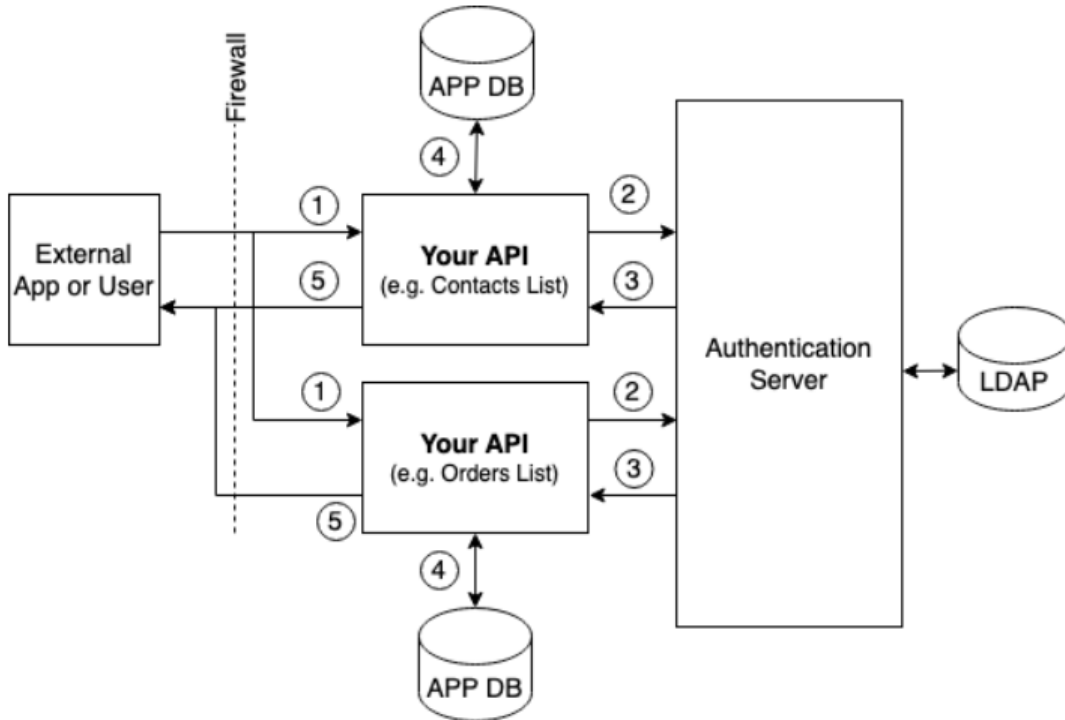 Firewall
APP DB
4
1
2
External
App or User
Your API
(e.g. Contacts List)
5
3
Authentication
Server
LDAP
1
2
Your API
(e.g. Orders List)
3
5
4
APP DB